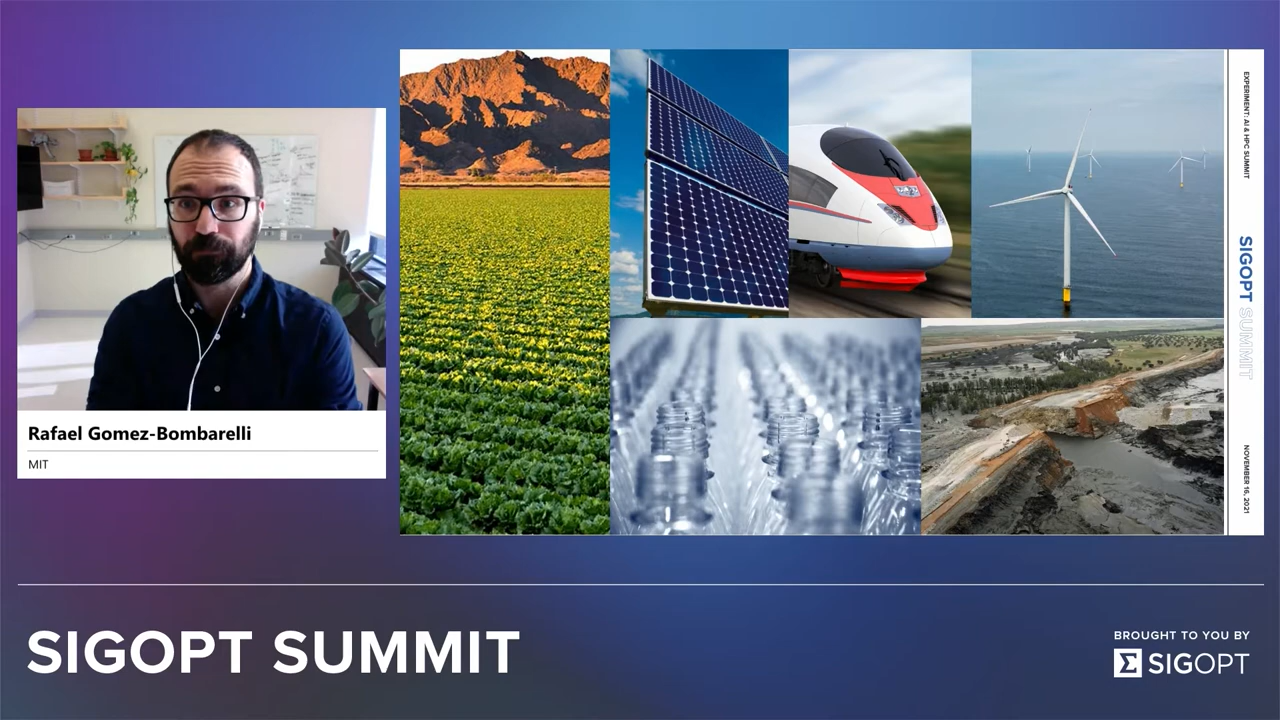 Rafael Gomez-Bombarelli
MIT
EXPERIMENT: AI & HPC SUMMIT
SIGOPT SUMMIT
NOVEMBER 16, 2021
SIGOPT SUMMIT
BROUGHT TO YOU BY
SIGOPT